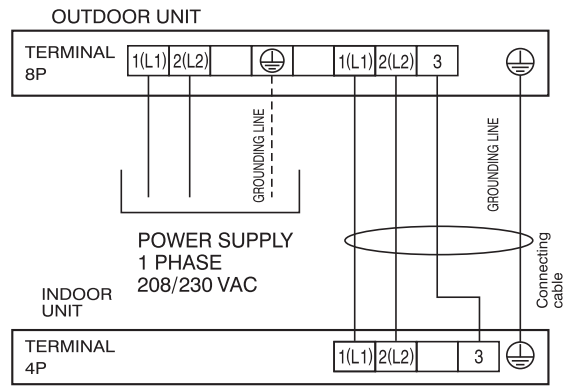 OUTDOOR UNIT
TERMINAL
8P
1(L1) 2(L2) 1(L1) 2(L2) 3
GROUNDING LINE
GROUNDING LINE
POWER SUPPLY
1 PHASE
208/230 VAC
Connecting
cable
INDOOR
UNIT
TERMINAL
4P
1(L1) 2(L2) 3